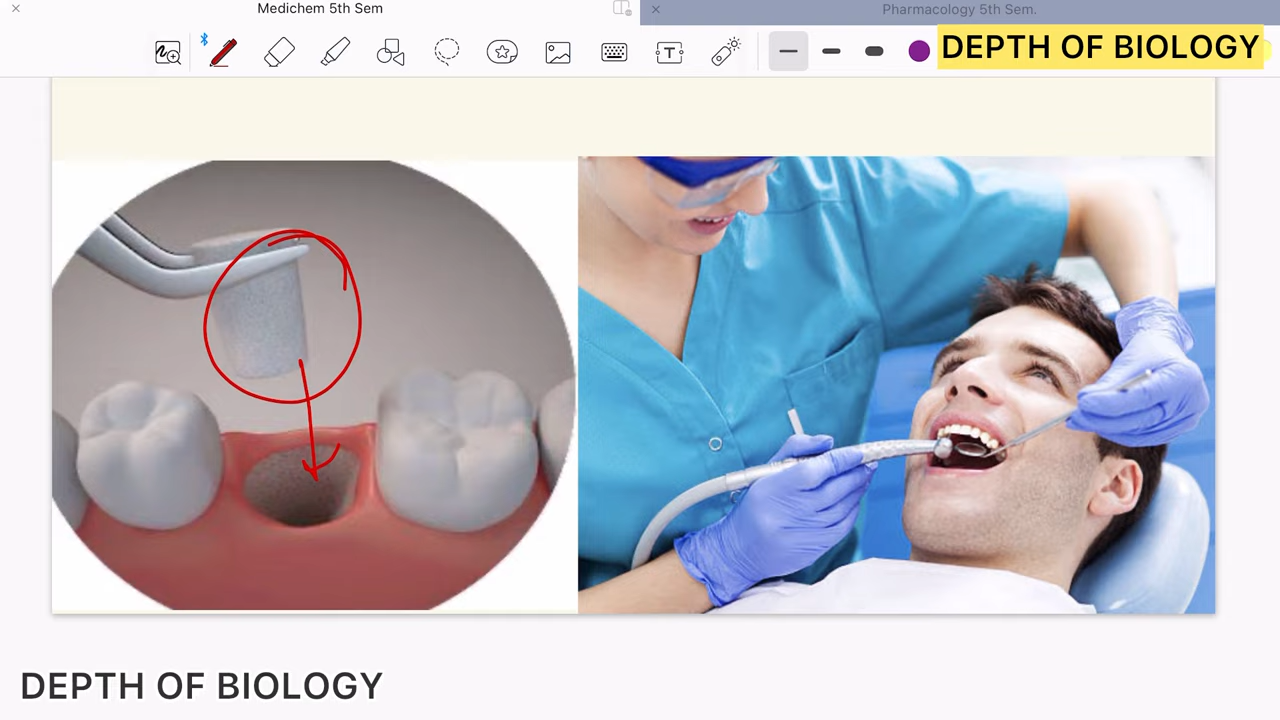 Medichem 5th Sem
Pharmacology 5th Sem.
DEPTH OF BIOLOGY
T
DEPTH OF BIOLOGY